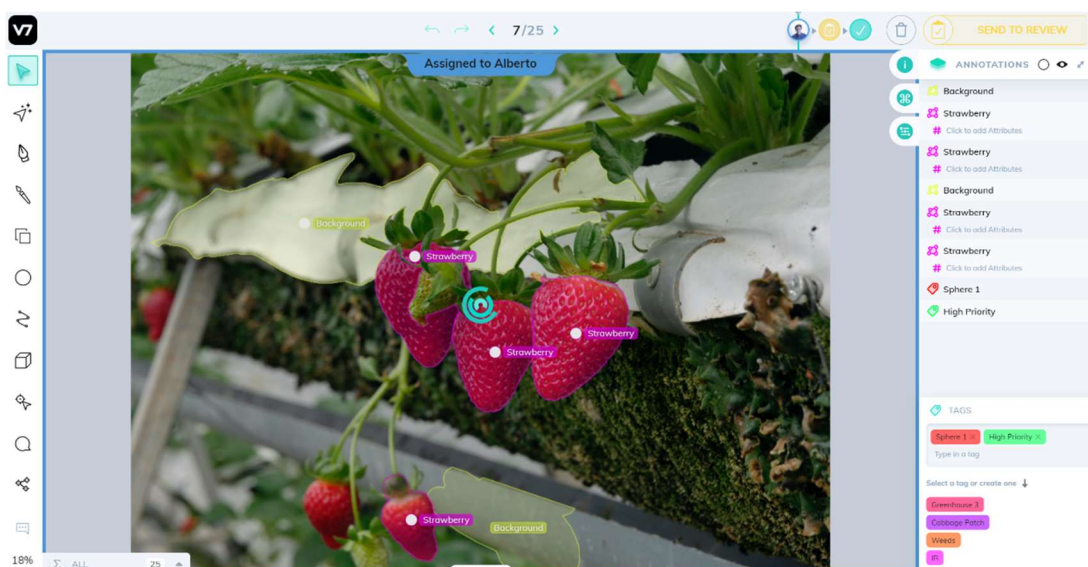 V7
7/25
SEND TO REVIEW
Assigned to Alberto
ANNOTATIONS
Background
Strawberry
# Click to add Attributes
Strawberry
# Click to add Attributes
Background
Strawberry
# Click to add Attributes
Strawberry
# Click to add Attributes
Sphere 1
High Priority
Background
Strawberry
Strawberry
Strawberry
Strawberry
Background
TAGS
Sphere 1 × High Priority ×
Type in a tag
Select a tag or create one ↓
Greenhouse 3
Cabbage Patch
Weeds
IR
18%
Σ ALL 25